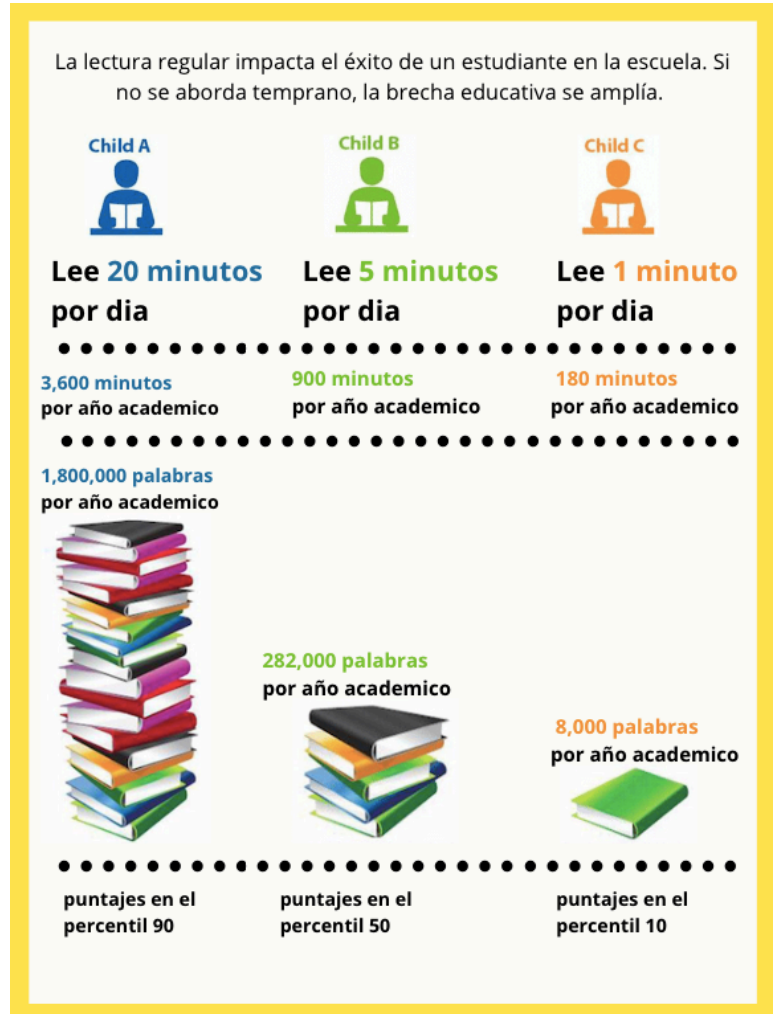 La lectura regular impacta el éxito de un estudiante en la escuela. Si
no se aborda temprano, la brecha educativa se amplía.
Child A
Child B
Child C
Lee 20 minutos
por dia
Lee 5 minutos
por dia
Lee 1 minuto
por dia
3,600 minutos
por año academico
900 minutos
por año academico
180 minutos
por año academico
1,800,000 palabras
por año academico
282,000 palabras
por año academico
8,000 palabras
por año academico
puntajes en el
percentil 90
puntajes en el
percentil 50
puntajes en el
percentil 10